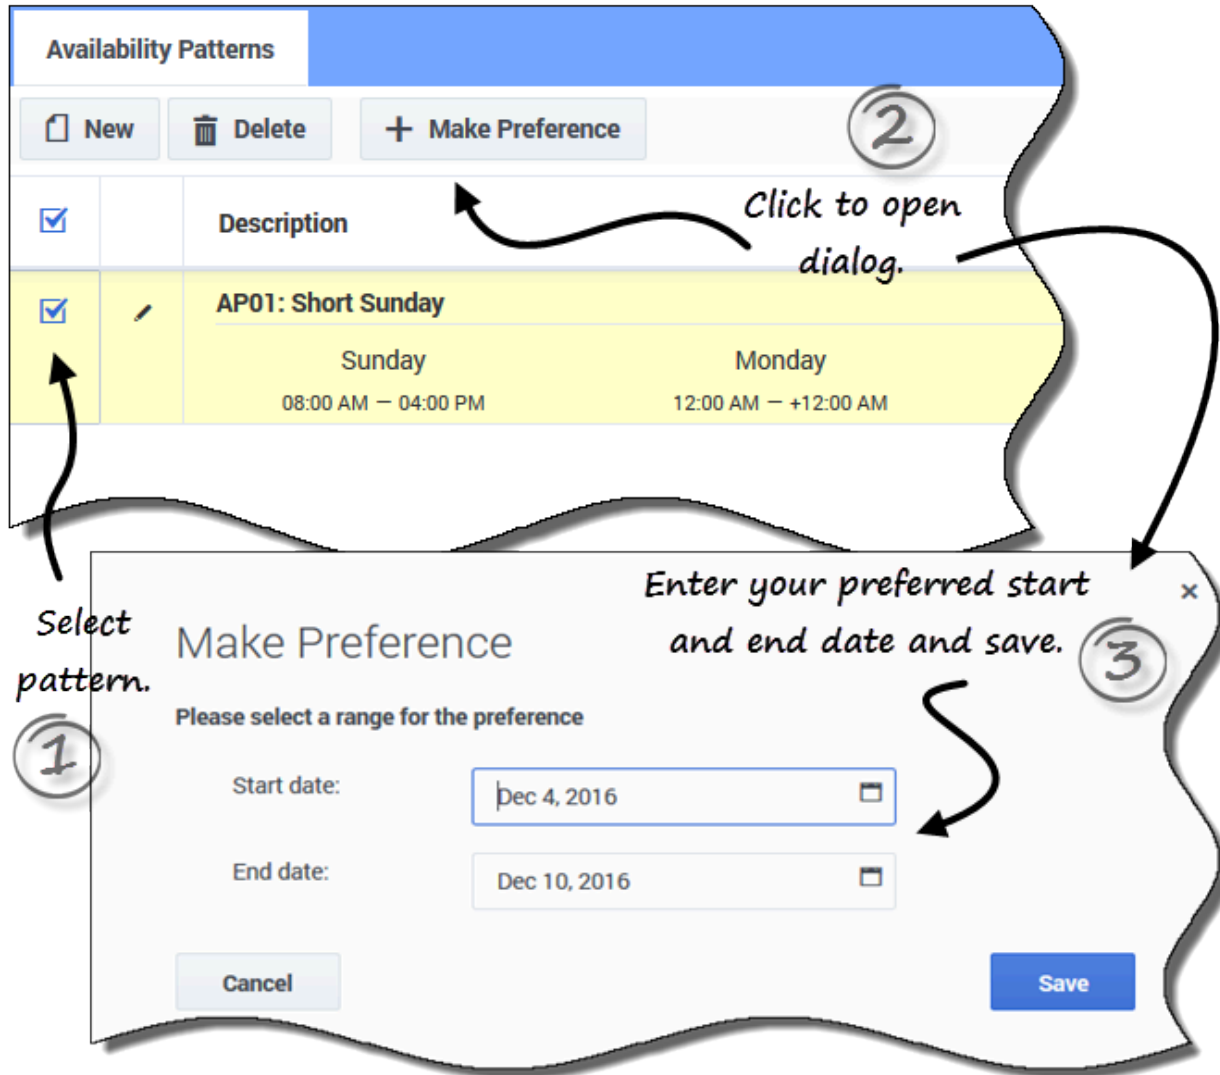 Availability Patterns
New
Delete
+ Make Preference
2
Click to open
dialog.
Description
AP01: Short Sunday
Sunday
Monday
08:00 AM — 04:00 PM
12:00 AM — +12:00 AM
Select
pattern.
1
Enter your preferred start
and end date and save.
3
×
Make Preference
Please select a range for the preference
Start date:
Dec 4, 2016
End date:
Dec 10, 2016
Cancel
Save